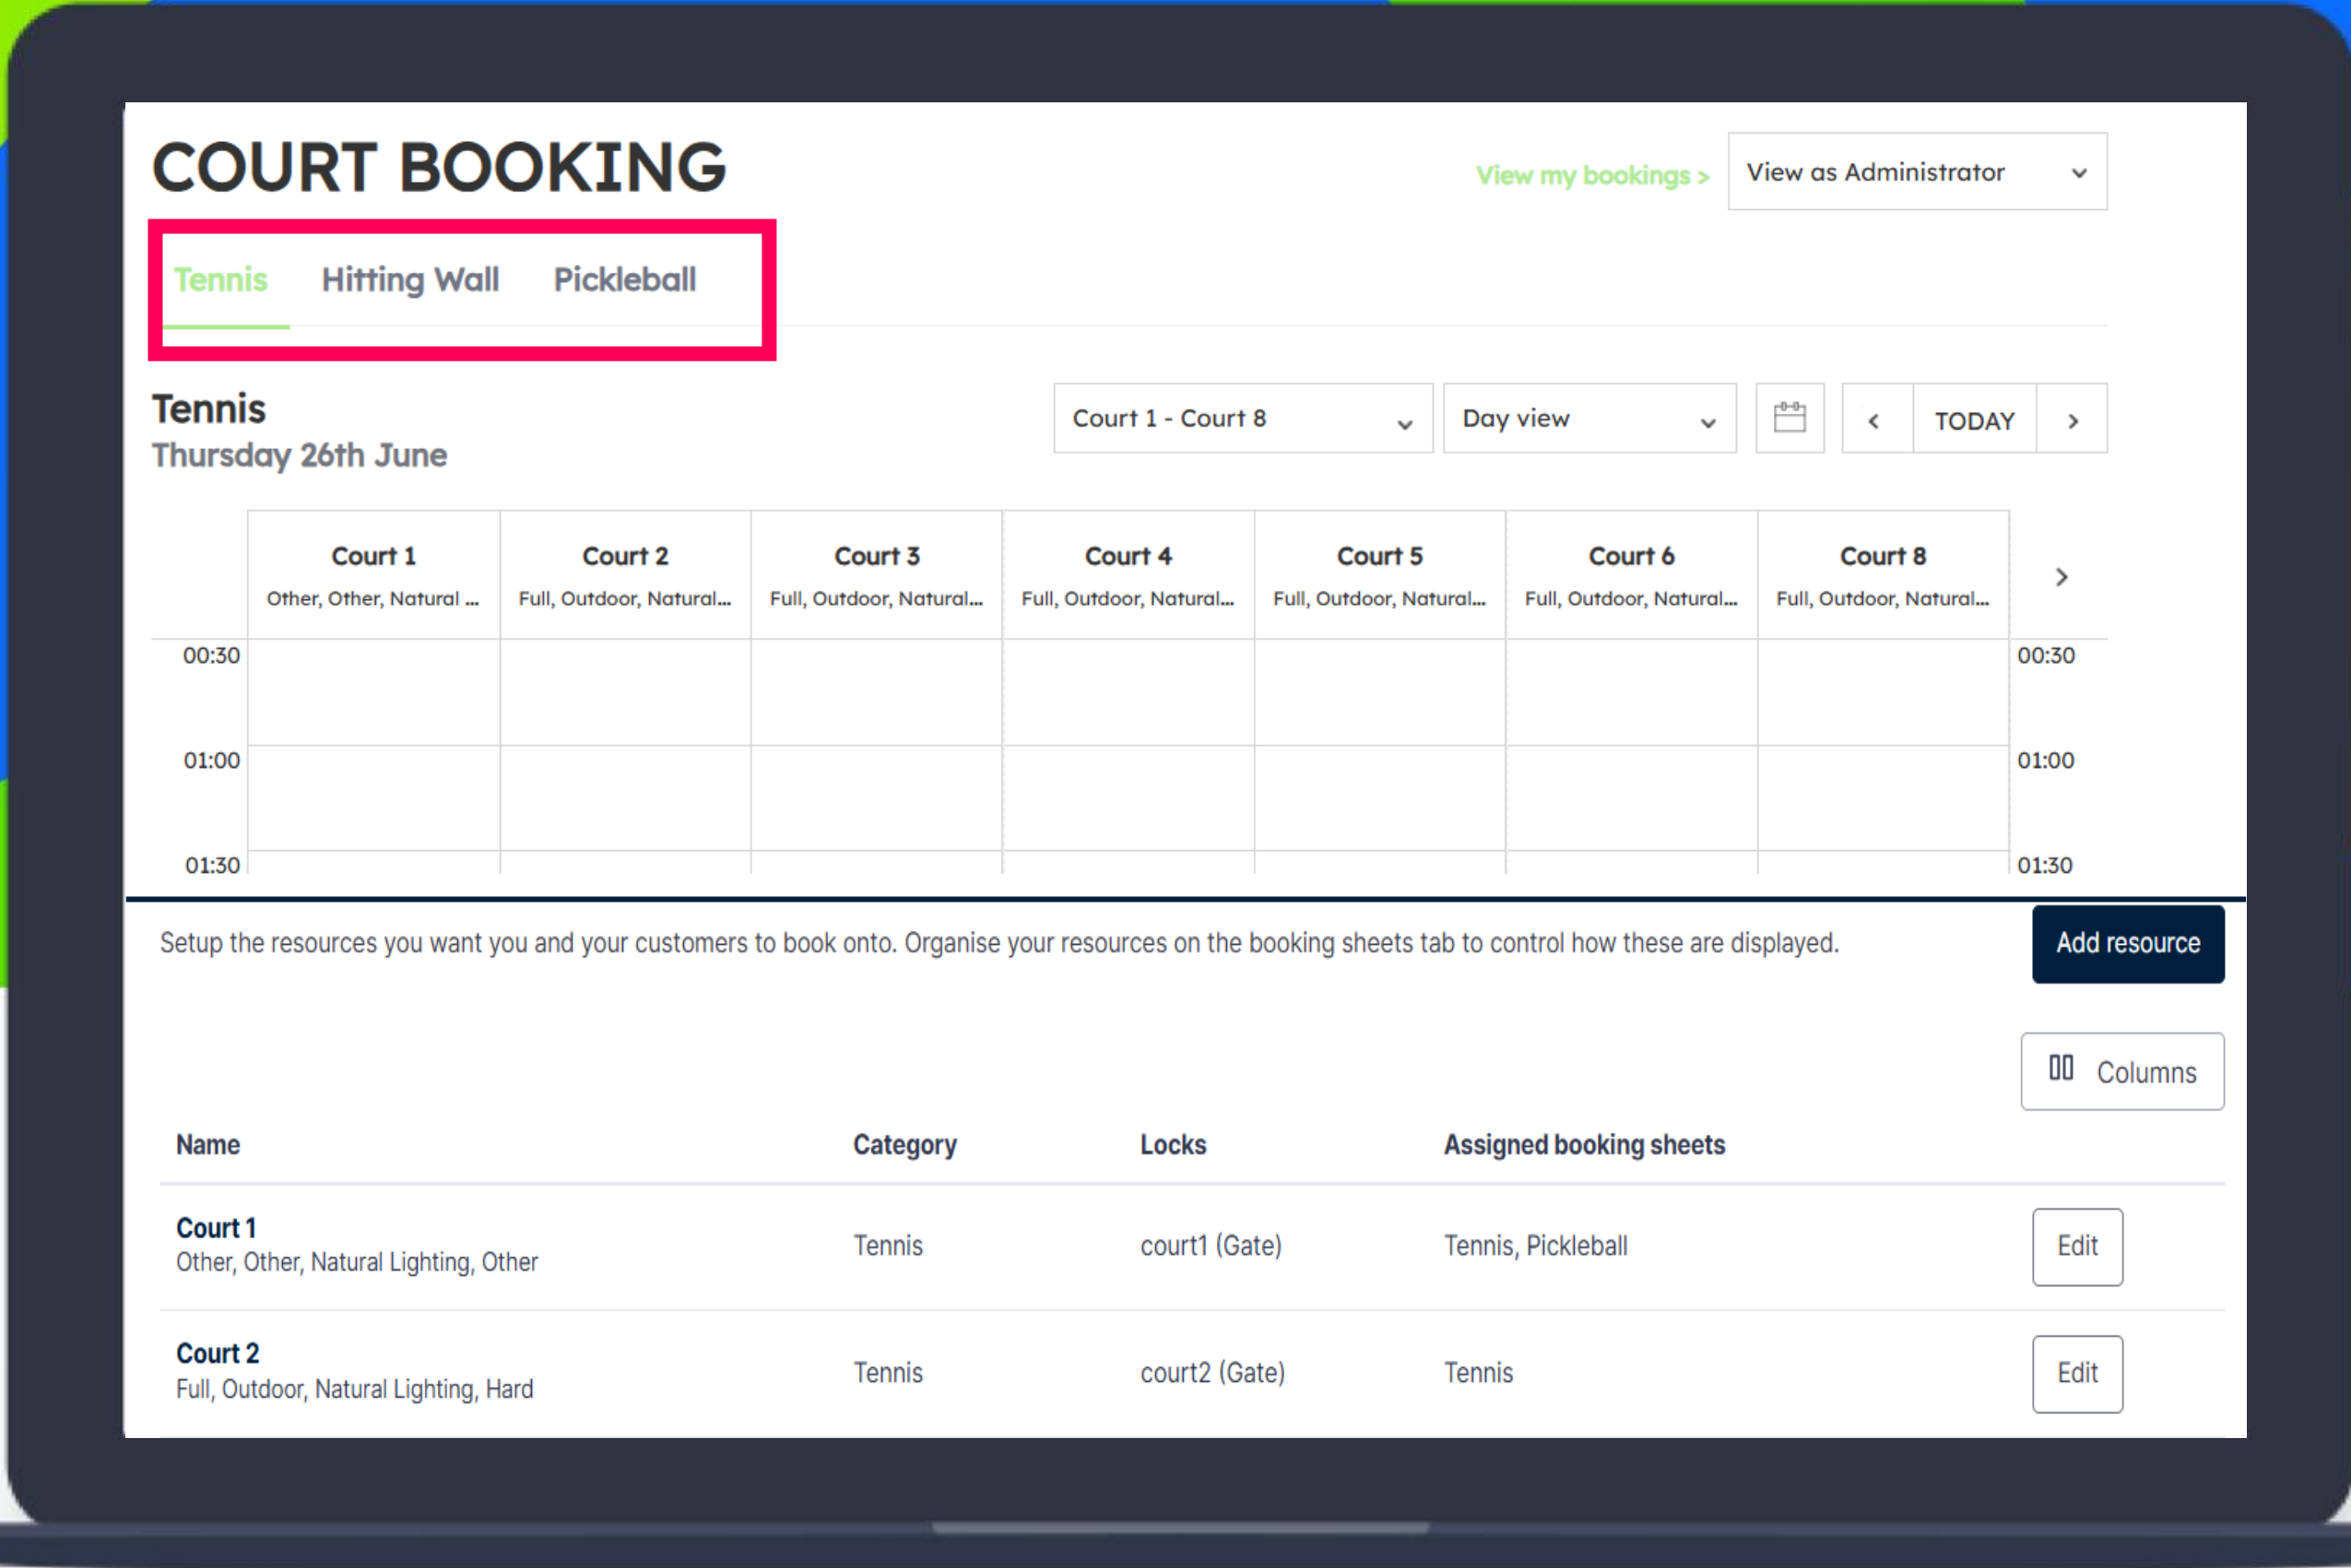 COURT BOOKING
View my bookings >
View as Administrator
Tennis Hitting Wall Pickleball
Tennis
Thursday 26th June
Court 1 - Court 8
Day view
< TODAY >
Court 1 Court 2 Court 3 Court 4 Court 5 Court 6 Court 8
Other, Other, Natural ... Full, Outdoor, Natural... Full, Outdoor, Natural... Full, Outdoor, Natural... Full, Outdoor, Natural... Full, Outdoor, Natural... Full, Outdoor, Natural...
>
00:30 00:30
01:00 01:00
01:30 01:30
Setup the resources you want you and your customers to book onto. Organise your resources on the booking sheets tab to control how these are displayed.
Add resource
Columns
Name Category Locks Assigned booking sheets
Court 1
Other, Other, Natural Lighting, Other
Tennis court1 (Gate) Tennis, Pickleball Edit
Court 2
Full, Outdoor, Natural Lighting, Hard
Tennis court2 (Gate) Tennis Edit